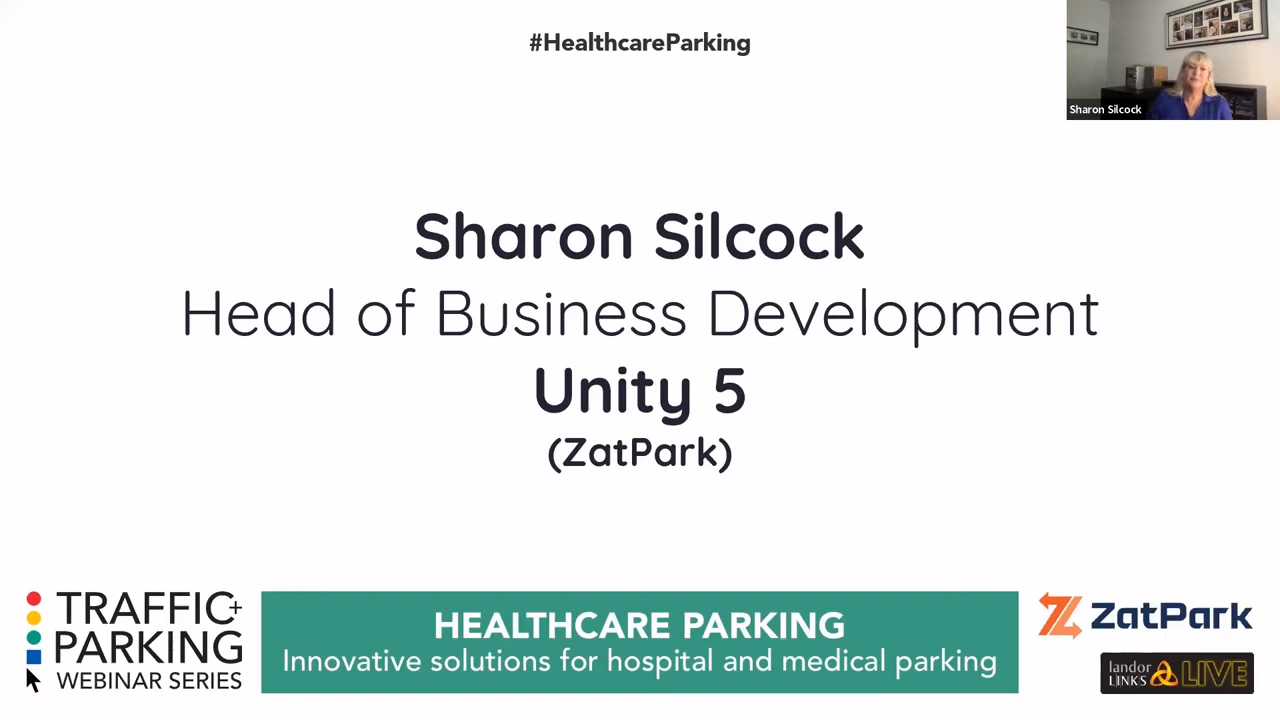 #HealthcareParking
Sharon Silcock
Sharon Silcock
Head of Business Development
Unity 5
(ZatPark)
TRAFFIC+
PARKING
WEBINAR SERIES
HEALTHCARE PARKING
Innovative solutions for hospital and medical parking
ZatPark
landor
LINKS LIVE